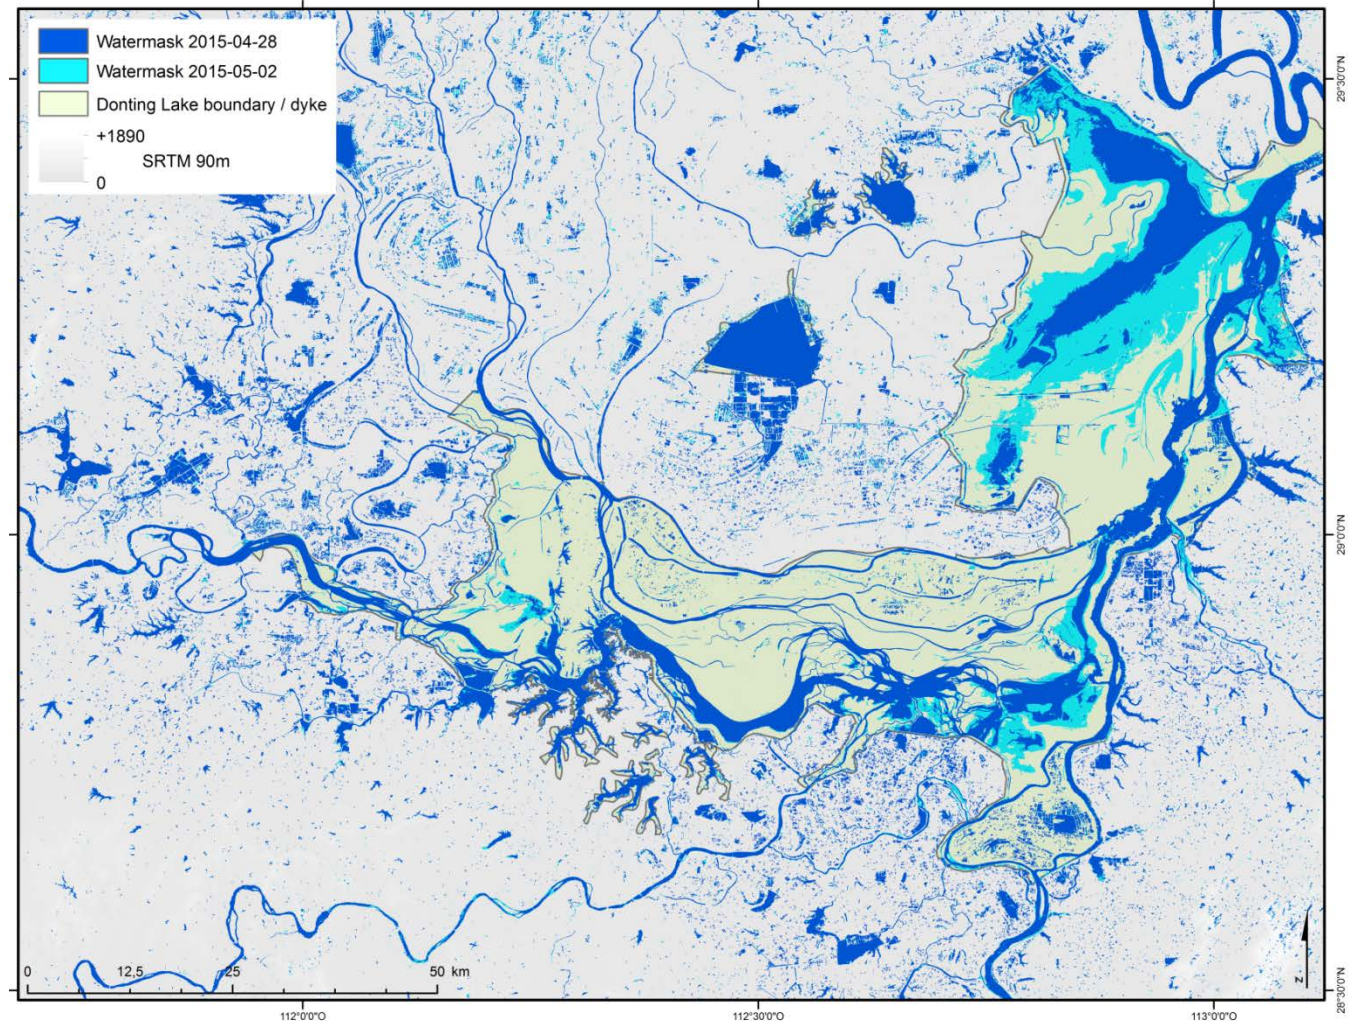 Watermask 2015-04-28
Watermask 2015-05-02
Donting Lake boundary / dyke
+1890
SRTM 90m
0
29°30'0"N
29°0'0"N
28°30'0"N
0 12,5 25 50 km
N
112°0'0"O 112°30'0"O 113°0'0"O